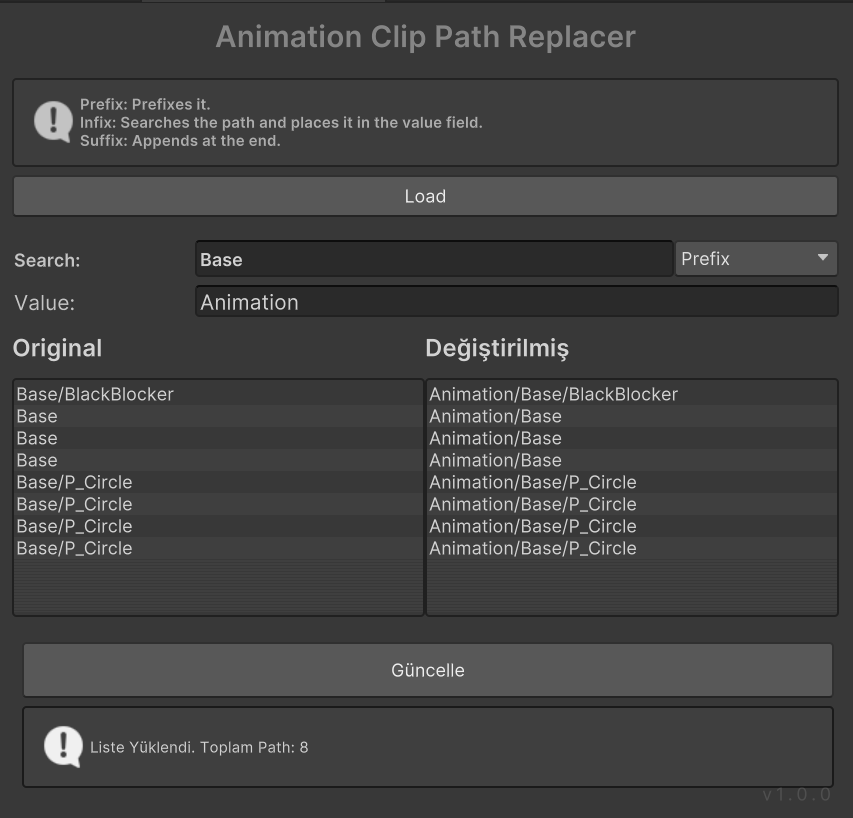 Animation Clip Path Replacer
Prefix: Prefixes it.
Infix: Searches the path and places it in the value field.
Suffix: Appends at the end.
Load
Search: Base Prefix
Value: Animation
Original Değiştirilmiş
Base/BlackBlocker Animation/Base/BlackBlocker
Base Animation/Base
Base Animation/Base
Base Animation/Base
Base/P_Circle Animation/Base/P_Circle
Base/P_Circle Animation/Base/P_Circle
Base/P_Circle Animation/Base/P_Circle
Base/P_Circle Animation/Base/P_Circle
Güncelle
Liste Yüklendi. Toplam Path: 8
v1.0.0